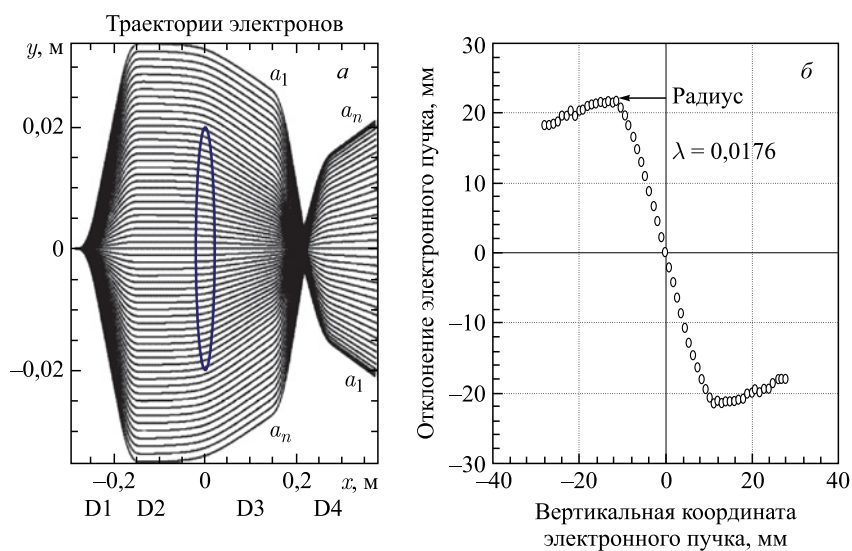 Траектории электронов
y, м
а
a1
an
0,02
0
–0,02
an
a1
–0,2
0
0,2
x, м
D1
D2
D3
D4
Отклонение электронного пучка, мм
30
20
10
0
–10
–20
–30
б
Радиус
λ = 0,0176
–40
–20
0
20
40
Вертикальная координата
электронного пучка, мм